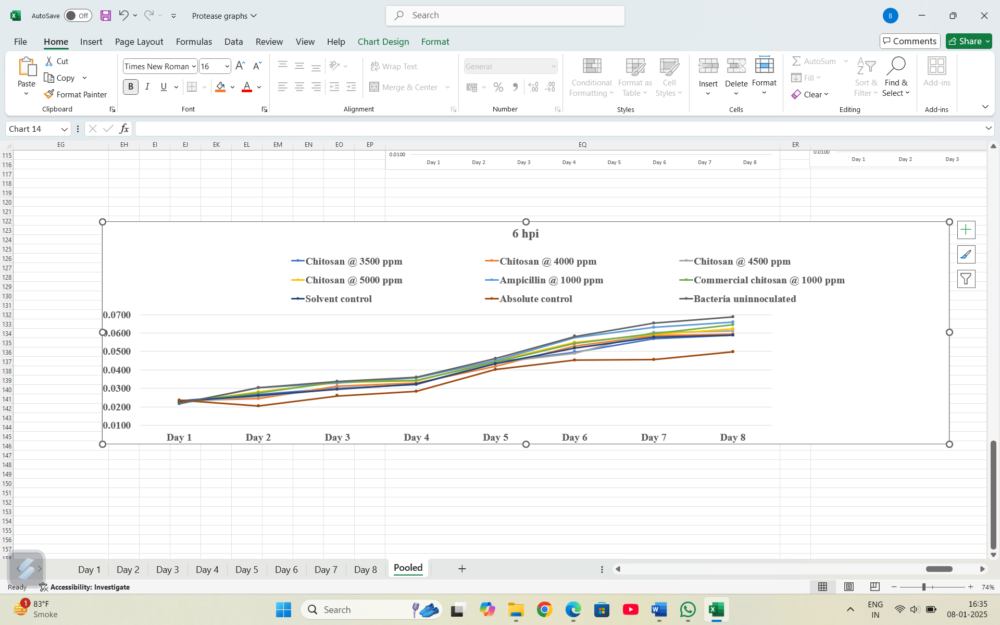 AutoSave Off Protease graphs Search B
File Home Insert Page Layout Formulas Data Review View Help Chart Design Format Comments Share
Paste Cut Copy Format Painter Clipboard
Times New Roman 16 B I U A A Font
Wrap Text Merge & Center Alignment
General % Number
Conditional Formatting Format as Table Cell Styles Styles
Insert Delete Format Cells
AutoSum Fill Clear Sort & Filter Find & Select Editing
Add-ins Add-ins
Chart 14 fx
EG EH EI EJ EK EL EM EN EO EP EQ ER
115
116
117
118
119
120
121
122
123
124
125
126
127
128
129
130
131
132
133
134
135
136
137
138
139
140
141
142
143
144
145
146
147
148
149
150
151
152
153
154
155
156
157
158
0.0100
Day 1 Day 2 Day 3 Day 4 Day 5 Day 6 Day 7 Day 8
0.0100
Day 1 Day 2 Day 3
6 hpi
Chitosan @ 3500 ppm Chitosan @ 4000 ppm Chitosan @ 4500 ppm
Chitosan @ 5000 ppm Ampicillin @ 1000 ppm Commercial chitosan @ 1000 ppm
Solvent control Absolute control Bacteria uninnoculated
0.0700
0.0600
0.0500
0.0400
0.0300
0.0200
0.0100
Day 1 Day 2 Day 3 Day 4 Day 5 Day 6 Day 7 Day 8
Day 1 Day 2 Day 3 Day 4 Day 5 Day 6 Day 7 Day 8 Pooled
Ready Accessibility: Investigate 74%
1 83°F Search ENG 16:35
Smoke IN 08-01-2025